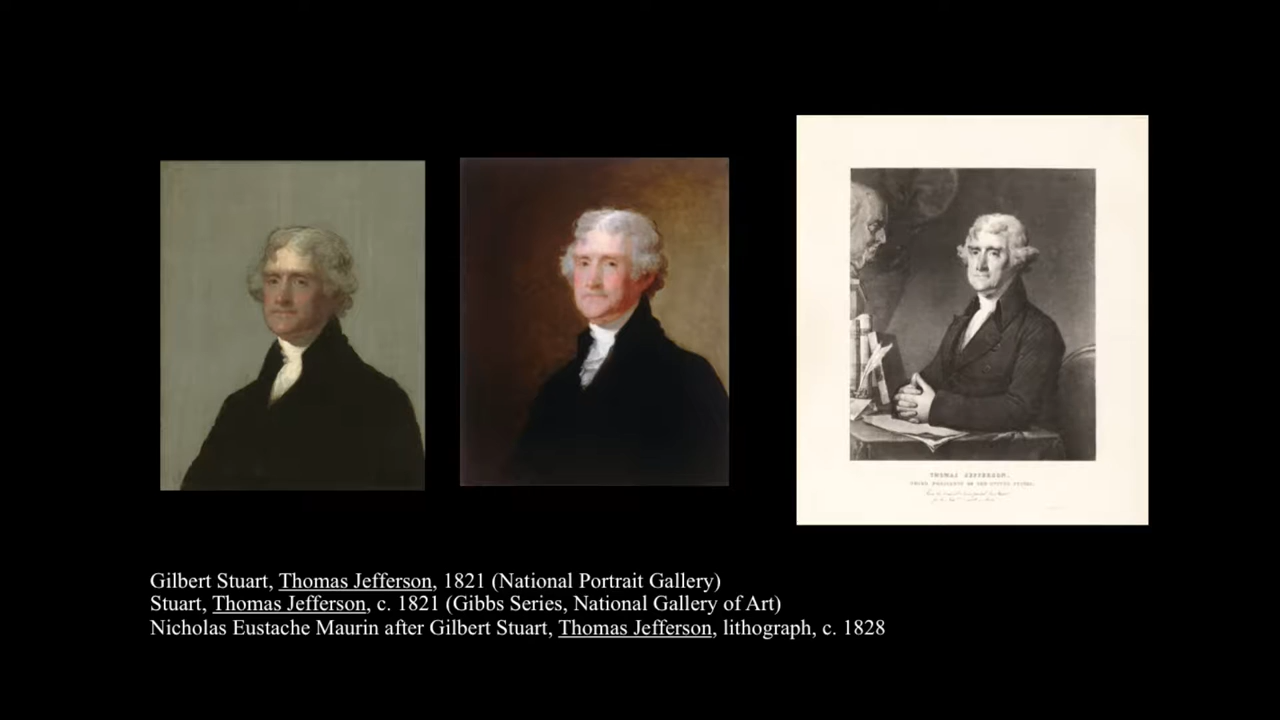 THOMAS JEFFERSON.
Gilbert Stuart, Thomas Jefferson, 1821 (National Portrait Gallery)
Stuart, Thomas Jefferson, c. 1821 (Gibbs Series, National Gallery of Art)
Nicholas Eustache Maurin after Gilbert Stuart, Thomas Jefferson, lithograph, c. 1828